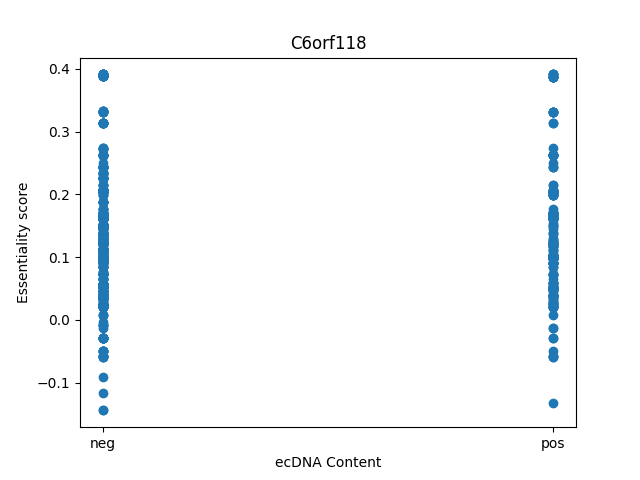 C6orf118
0.4
0.3
0.2
0.1
0.0
−0.1
Essentiality score
neg
pos
ecDNA Content